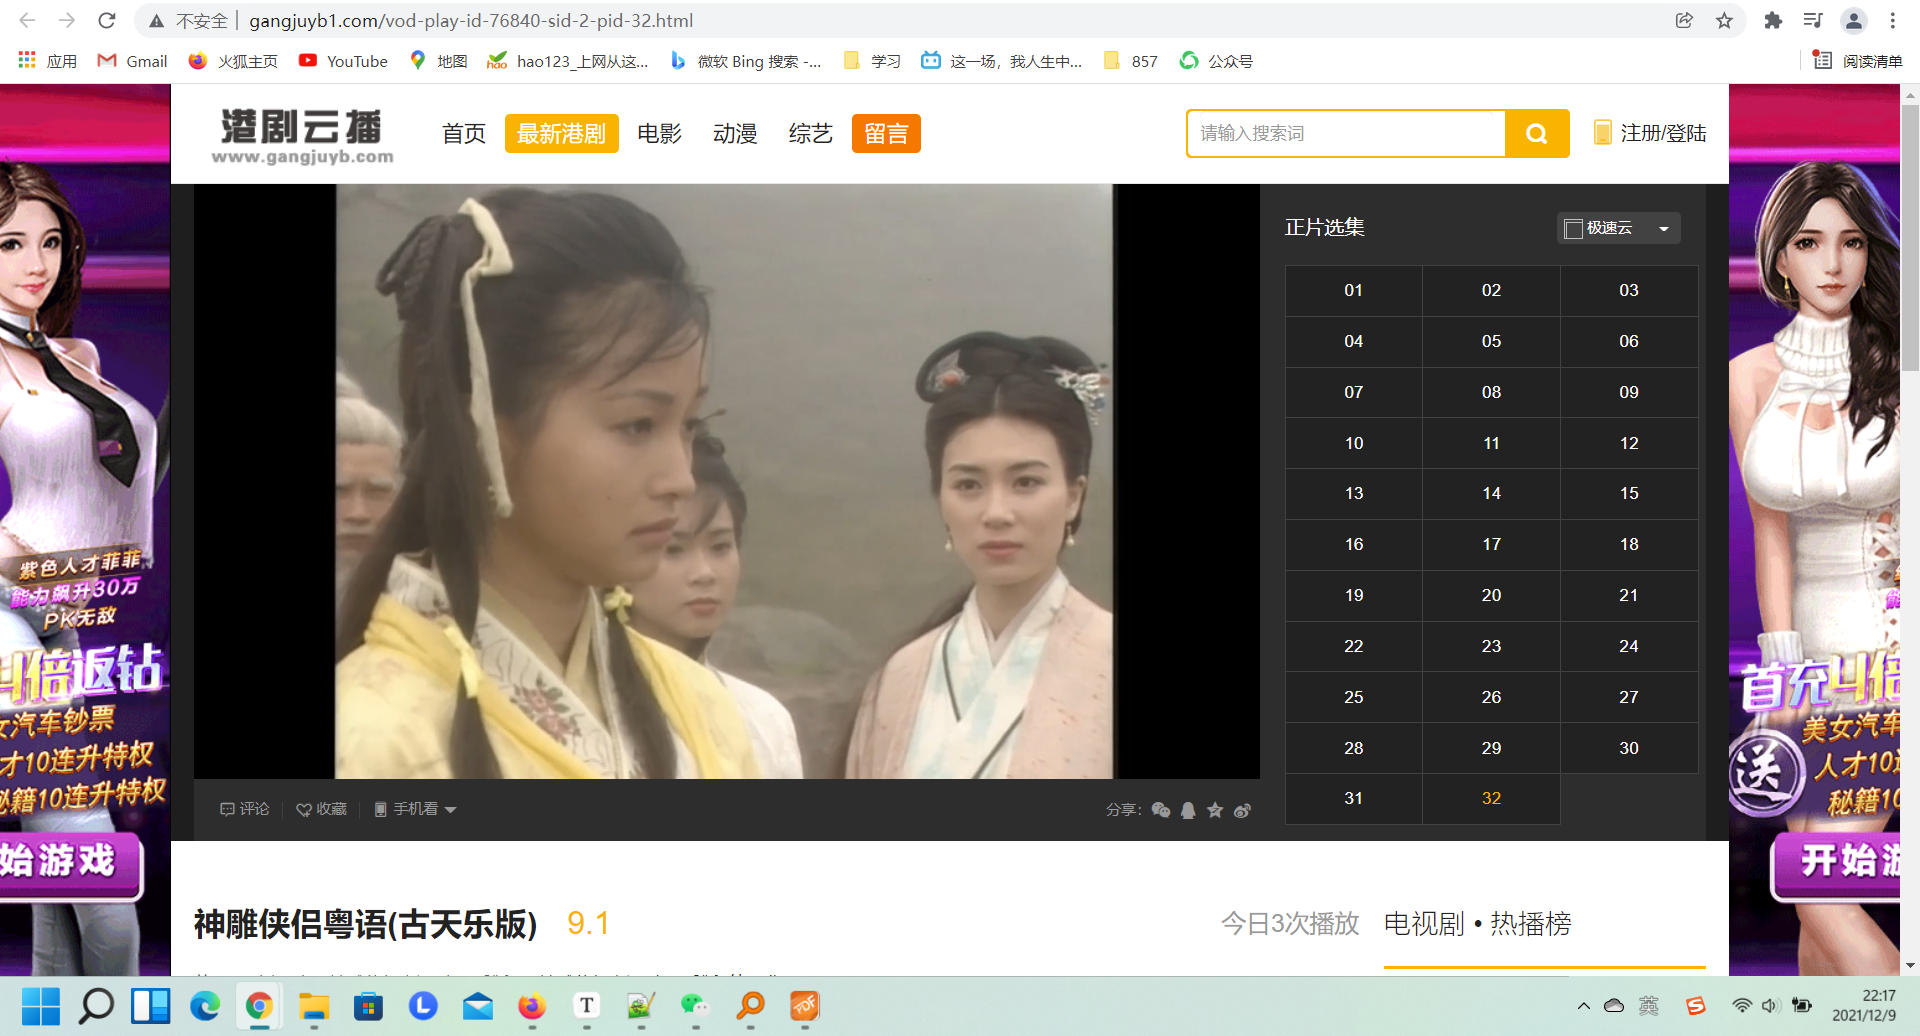 不安全 gangjuyb1.com/vod-play-id-76840-sid-2-pid-32.html
应用 Gmail 火狐主页 YouTube 地图 hao123_上网从这... 微软 Bing 搜索 -... 学习 这一场，我人生中... 857 公众号 阅读清单
港剧云播
www.gangjuyb.com
首页 最新港剧 电影 动漫 综艺 留言 请输入搜索词 注册/登陆
正片选集 极速云
01 02 03
04 05 06
07 08 09
10 11 12
13 14 15
16 17 18
19 20 21
22 23 24
25 26 27
28 29 30
31 32
评论 收藏 手机看 分享:
神雕侠侣粤语(古天乐版) 9.1 今日3次播放 电视剧 • 热播榜
紫色人才菲菲
能力飙升30万
PK无敌
4倍返钻
女汽车钞票
才10连升特权
秘籍10连升特权
始游戏
首充4倍
美女汽车
送
人才10
秘籍10
开始游
T
PDF
英
22:17
2021/12/9